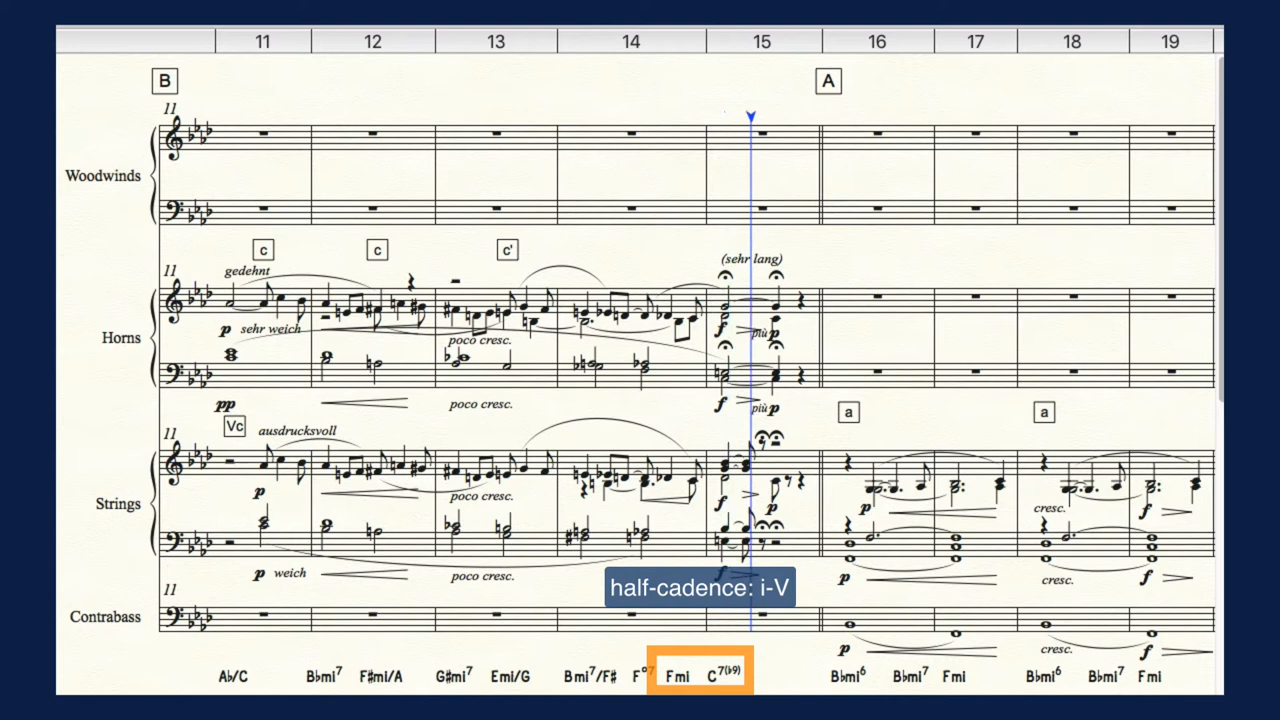 11 12 13 14 15 16 17 18 19
B A
11
Woodwinds
c c c' (sehr lang)
11 gedehnt
p sehr weich f più p
Horns
poco cresc.
pp poco cresc. f più p
Vc a a
11 ausdrucksvoll
p poco cresc. f p p cresc. f
Strings
p weich poco cresc. f p cresc. f
half-cadence: i-V
11
Contrabass
p cresc. f
A♭/C B♭mi7 F#mi/A G#mi7 Emi/G Bmi7/F# F°7 Fmi C7(♭9) B♭mi6 B♭mi7 Fmi B♭mi6 B♭mi7 Fmi